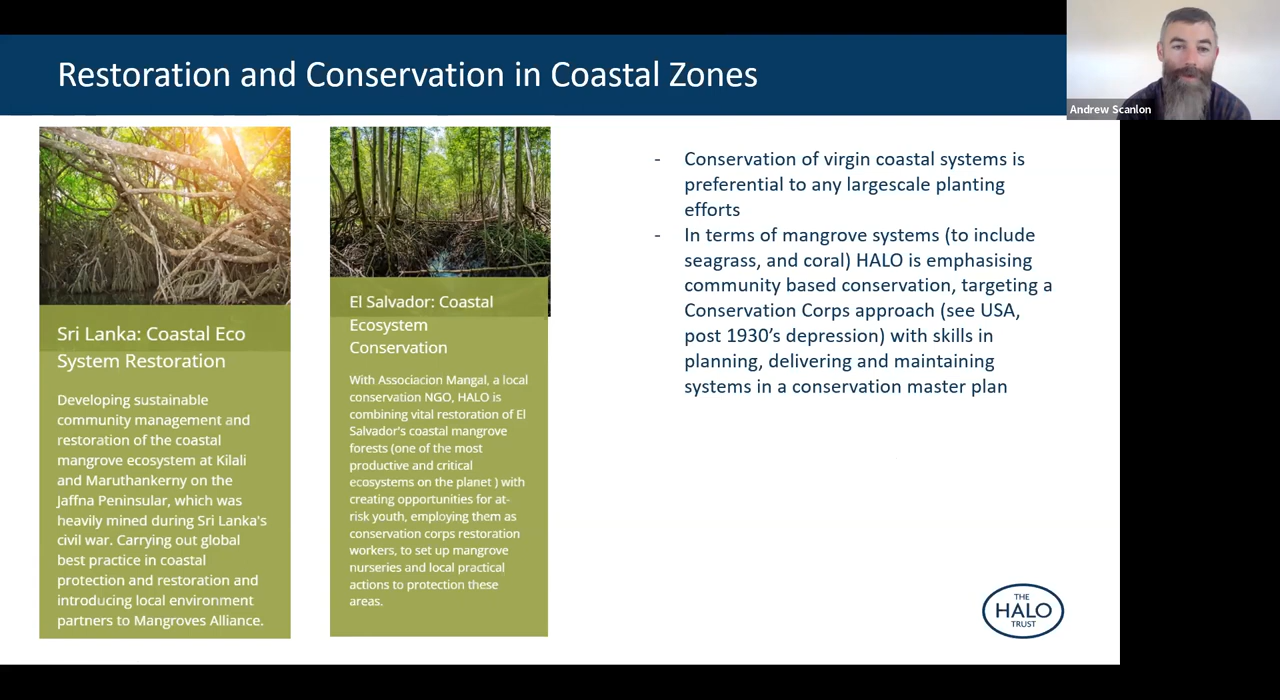 Restoration and Conservation in Coastal Zones
Andrew Scanlon
Sri Lanka: Coastal Eco
System Restoration
Developing sustainable
community management and
restoration of the coastal
mangrove ecosystem at Kilali
and Maruthankerny on the
Jaffna Peninsular, which was
heavily mined during Sri Lanka's
civil war. Carrying out global
best practice in coastal
protection and restoration and
introducing local environment
partners to Mangroves Alliance.
El Salvador: Coastal
Ecosystem
Conservation
With Associacion Mangal, a local
conservation NGO, HALO is
combining vital restoration of El
Salvador's coastal mangrove
forests (one of the most
productive and critical
ecosystems on the planet ) with
creating opportunities for at-
risk youth, employing them as
conservation corps restoration
workers, to set up mangrove
nurseries and local practical
actions to protection these
areas.
- Conservation of virgin coastal systems is
preferential to any largescale planting
efforts
- In terms of mangrove systems (to include
seagrass, and coral) HALO is emphasising
community based conservation, targeting a
Conservation Corps approach (see USA,
post 1930's depression) with skills in
planning, delivering and maintaining
systems in a conservation master plan
THE
HALO
TRUST